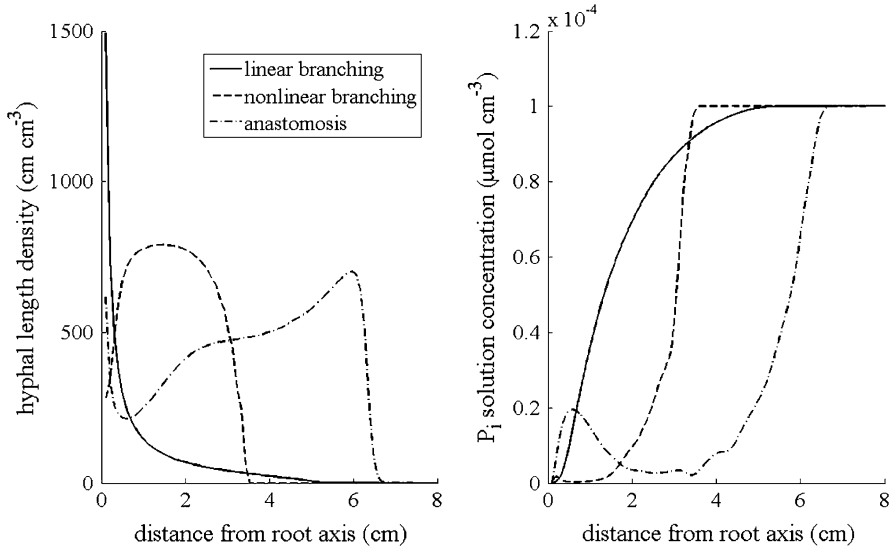 1500
1000
500
0
0
2
4
6
8
hyphal length density (cm cm⁻³)
distance from root axis (cm)
linear branching
nonlinear branching
anastomosis
x 10⁻⁴
1.2
1
0.8
0.6
0.4
0.2
0
0
2
4
6
8
Pᵢ solution concentration (μmol cm⁻³)
distance from root axis (cm)